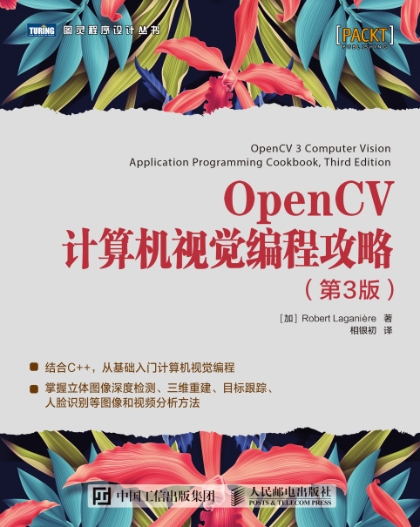 TURING
图灵程序设计丛书
[PACKT]
PUBLISHING
OpenCV 3 Computer Vision
Application Programming Cookbook, Third Edition
OpenCV
计算机视觉编程攻略
（第3版）
［加］Robert Laganière 著
相银初 译
结合C++，从基础入门计算机视觉编程
掌握立体图像深度检测、三维重建、目标跟踪、
人脸识别等图像和视频分析方法
中国工信出版集团
人民邮电出版社
POSTS & TELECOM PRESS